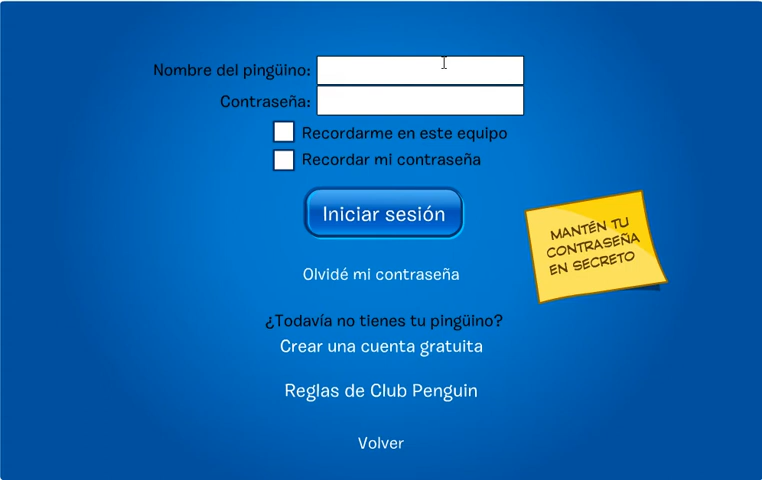 Nombre del pingüino:
Contraseña:
Recordarme en este equipo
Recordar mi contraseña
Iniciar sesión
MANTÉN TU
CONTRASEÑA
EN SECRETO
Olvidé mi contraseña
¿Todavía no tienes tu pingüino?
Crear una cuenta gratuita
Reglas de Club Penguin
Volver